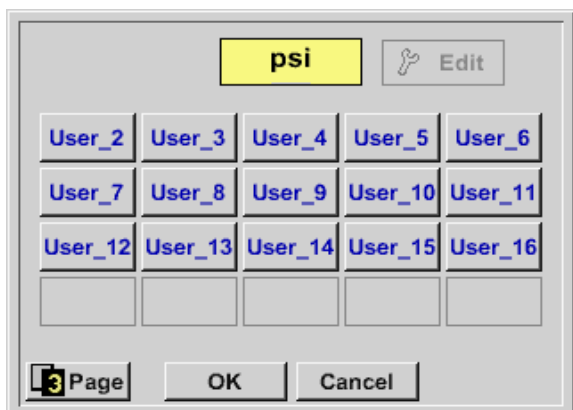 psi Edit
User_2 User_3 User_4 User_5 User_6
User_7 User_8 User_9 User_10 User_11
User_12 User_13 User_14 User_15 User_16
3 Page OK Cancel